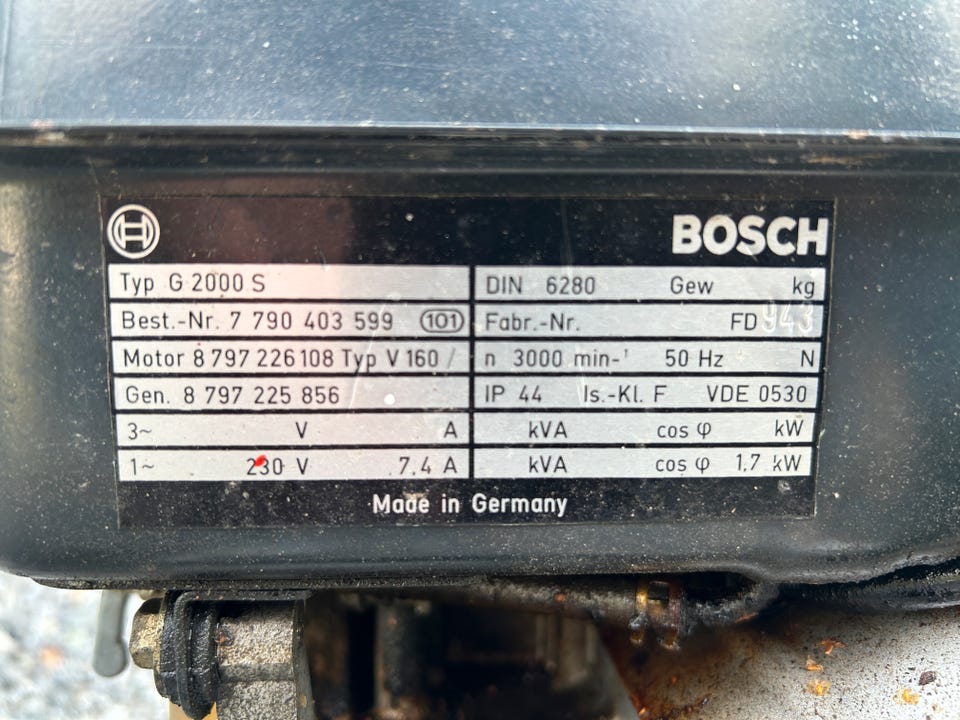 BOSCH
Typ G 2000 S DIN 6280 Gew kg
Best.-Nr. 7 790 403 599 101 Fabr.-Nr. FD 943
Motor 8 797 226 108 Typ V 160 / n 3000 min-¹ 50 Hz N
Gen. 8 797 225 856 IP 44 Is.-Kl. F VDE 0530
3~ V A kVA cos φ kW
1~ 230 V 7.4 A kVA cos φ 1,7 kW
Made in Germany